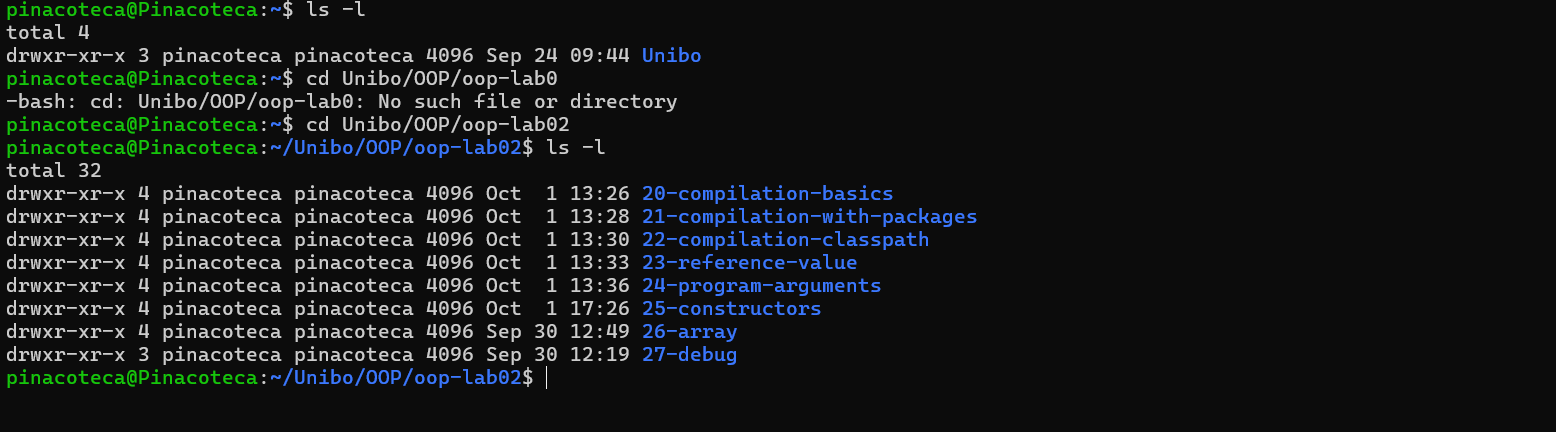 pinacoteca@Pinacoteca:~$ ls -l
total 4
drwxr-xr-x 3 pinacoteca pinacoteca 4096 Sep 24 09:44 Unibo
pinacoteca@Pinacoteca:~$ cd Unibo/OOP/oop-lab0
-bash: cd: Unibo/OOP/oop-lab0: No such file or directory
pinacoteca@Pinacoteca:~$ cd Unibo/OOP/oop-lab02
pinacoteca@Pinacoteca:~/Unibo/OOP/oop-lab02$ ls -l
total 32
drwxr-xr-x 4 pinacoteca pinacoteca 4096 Oct  1 13:26 20-compilation-basics
drwxr-xr-x 4 pinacoteca pinacoteca 4096 Oct  1 13:28 21-compilation-with-packages
drwxr-xr-x 4 pinacoteca pinacoteca 4096 Oct  1 13:30 22-compilation-classpath
drwxr-xr-x 4 pinacoteca pinacoteca 4096 Oct  1 13:33 23-reference-value
drwxr-xr-x 4 pinacoteca pinacoteca 4096 Oct  1 13:36 24-program-arguments
drwxr-xr-x 4 pinacoteca pinacoteca 4096 Oct  1 17:26 25-constructors
drwxr-xr-x 4 pinacoteca pinacoteca 4096 Sep 30 12:49 26-array
drwxr-xr-x 3 pinacoteca pinacoteca 4096 Sep 30 12:19 27-debug
pinacoteca@Pinacoteca:~/Unibo/OOP/oop-lab02$